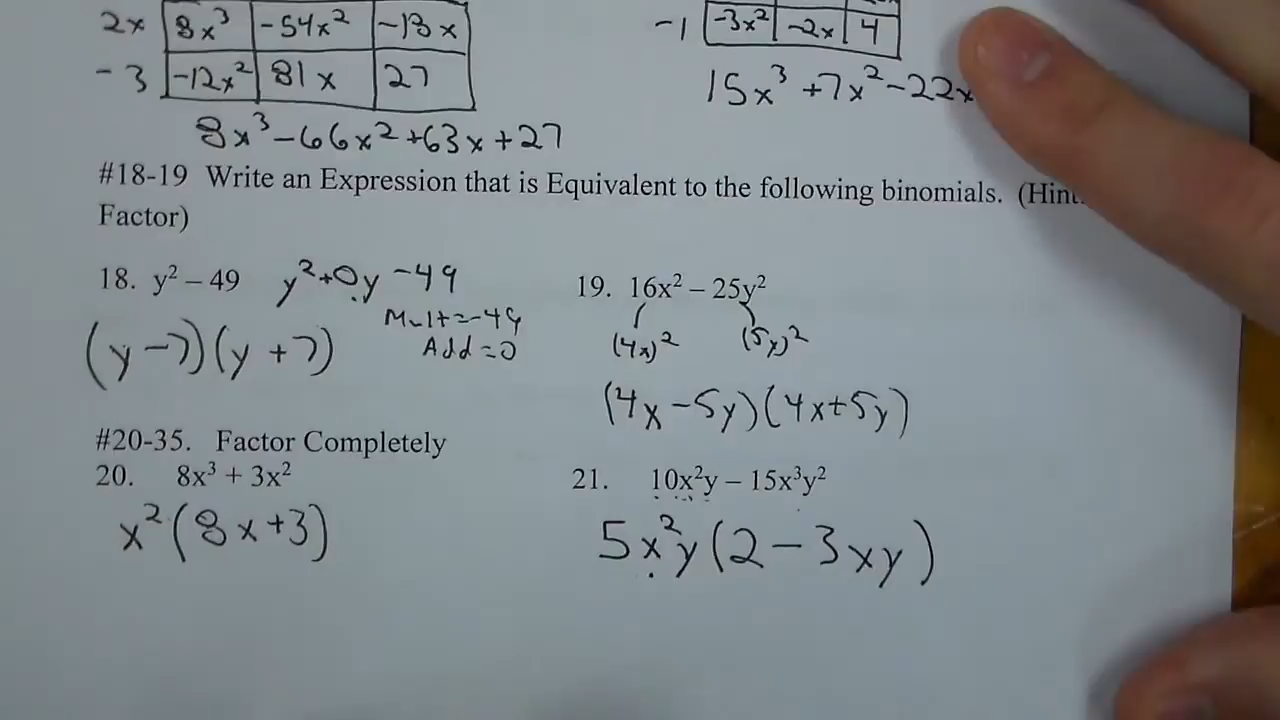 2x 8x³ -54x² -18x
-3 -12x² 81x 27
8x³ -66x² +63x +27
-1 -3x² -2x 4
15x³ +7x² -22x
#18-19 Write an Expression that is Equivalent to the following binomials. (Hint:
Factor)
18. y² – 49 y² +0y -49
Mult=-49
Add =0
(y -7)(y +7)
19. 16x² – 25y²
(4x)² (5y)²
(4x -5y)(4x+5y)
#20-35. Factor Completely
20. 8x³ + 3x²
x²(8x+3)
21. 10x²y – 15x³y²
5x²y(2 -3xy)